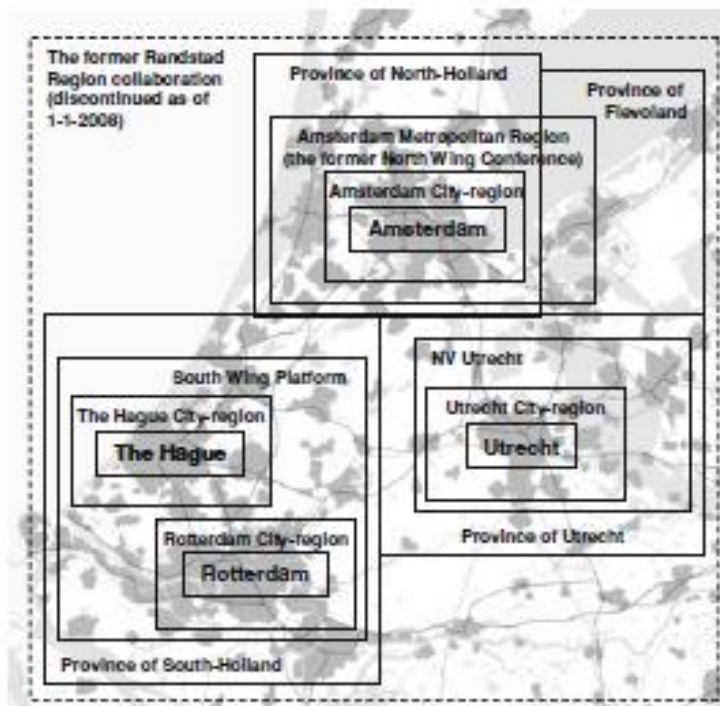 The former Randstad
Region collaboration
(discontinued as of
1-1-2008)
Province of North-Holland
Province of
Flevoland
Amsterdam Metropolitan Region
(the former North Wing Conference)
Amsterdam City-region
Amsterdam
South Wing Platform
The Hague City-region
The Hague
Rotterdam City-region
Rotterdam
Province of South-Holland
NV Utrecht
Utrecht City-region
Utrecht
Province of Utrecht